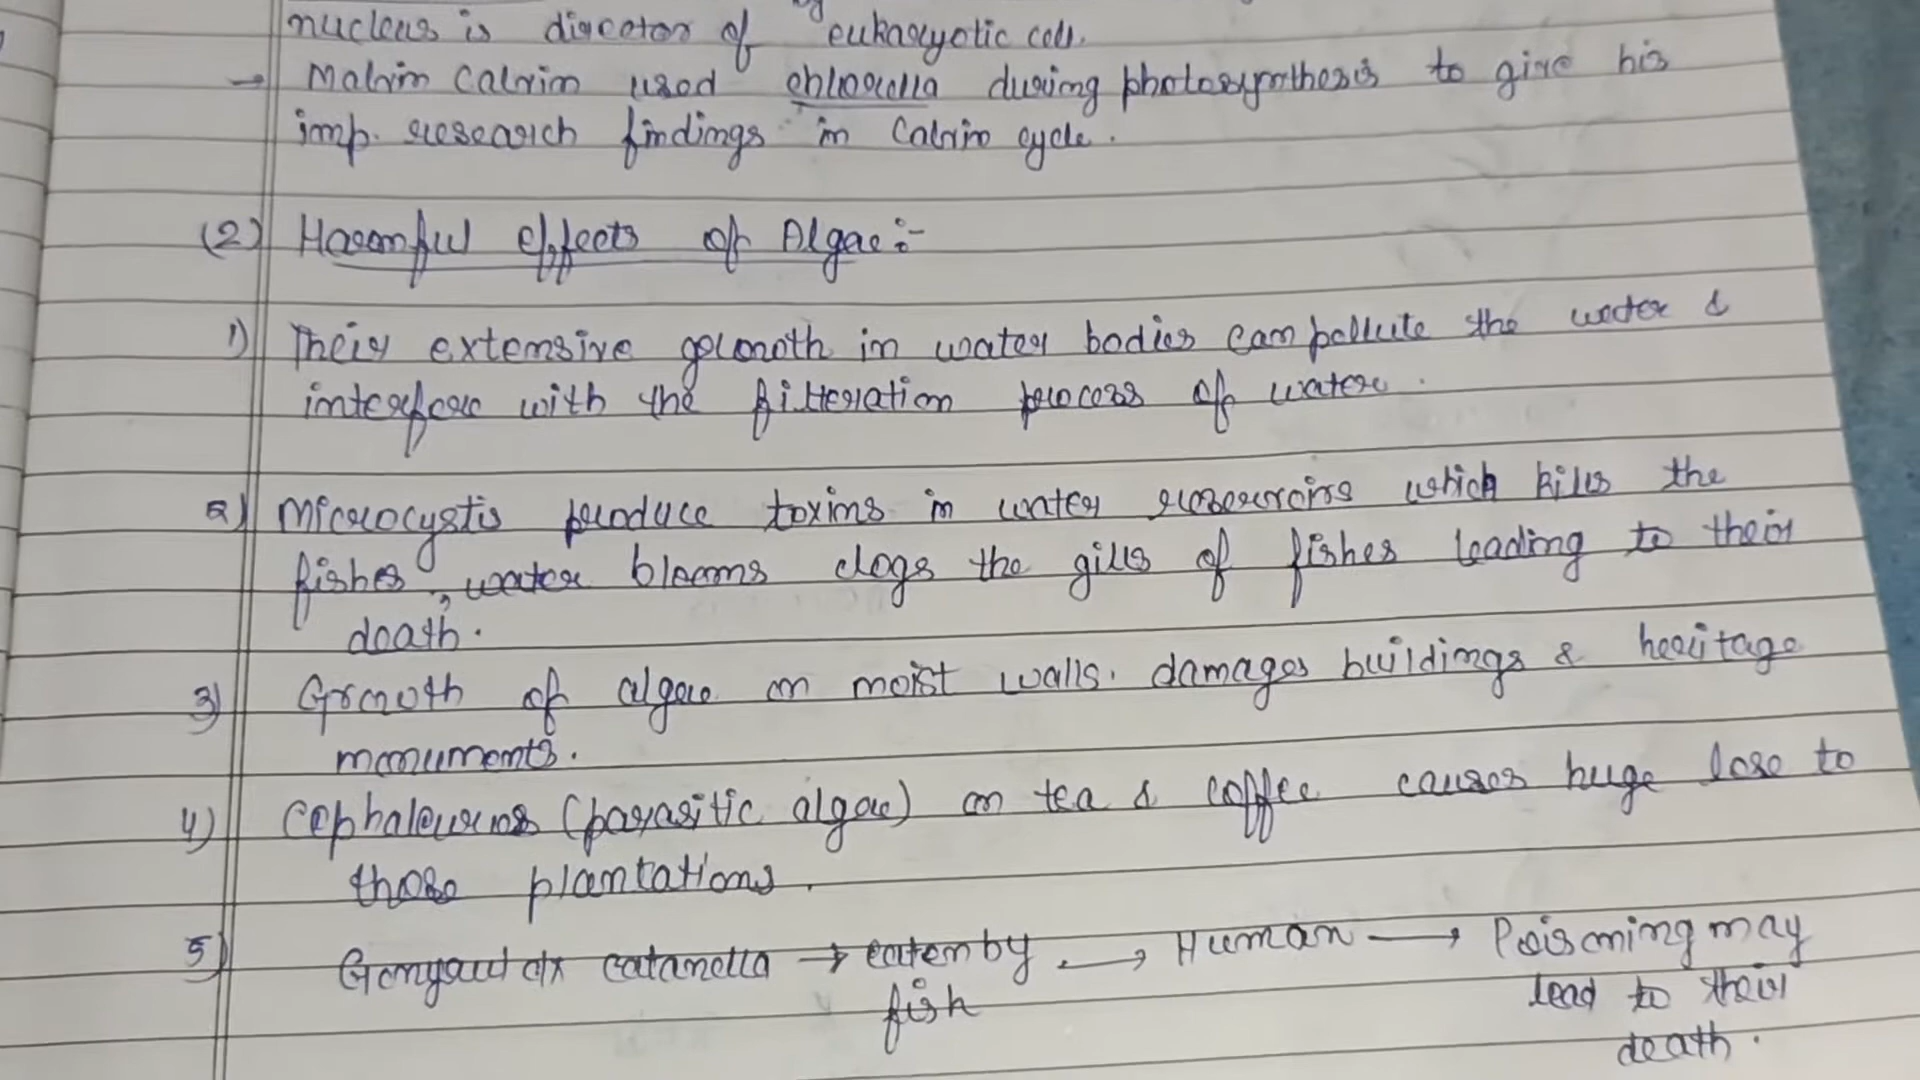 nucleus is director of eukaryotic cell.
→ Malvin Calvin used chlorella during photosynthesis to give his
imp. research findings in Calvin cycle.
(2) Harmful effects of Algae :-
1) Their extensive growth in water bodies can pollute the water &
interfere with the filteration process of water.
2) Microcystis produce toxins in water reservoirs which kills the
fishes, water blooms clogs the gills of fishes leading to their
death.
3) Growth of algae on moist walls. damages buildings & heritage
monuments.
4) Cephaleuros (parasitic algae) on tea & coffee causes huge lose to
those plantations.
5) Gonyaulax catanella → eaten by → Human → Poisoning may
fish lead to their
death.